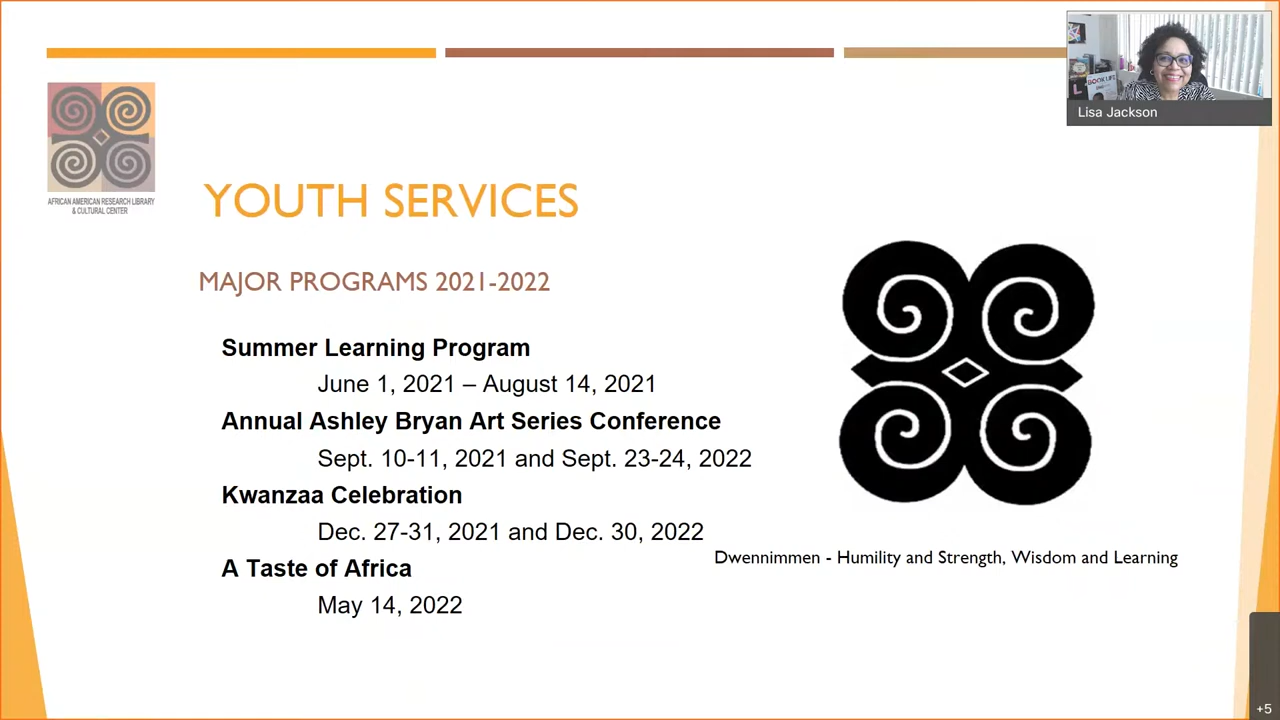 Lisa Jackson
AFRICAN AMERICAN RESEARCH LIBRARY
& CULTURAL CENTER
YOUTH SERVICES
MAJOR PROGRAMS 2021-2022
Summer Learning Program
June 1, 2021 – August 14, 2021
Annual Ashley Bryan Art Series Conference
Sept. 10-11, 2021 and Sept. 23-24, 2022
Kwanzaa Celebration
Dec. 27-31, 2021 and Dec. 30, 2022
A Taste of Africa
May 14, 2022
Dwennimmen - Humility and Strength, Wisdom and Learning
+5